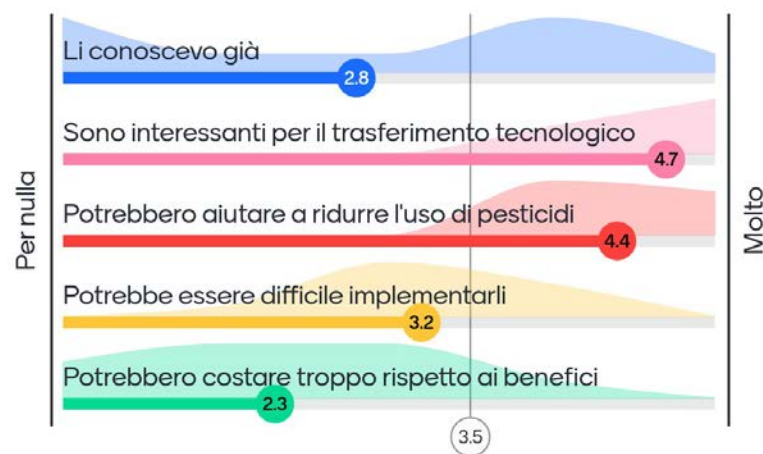 Li conoscevo già
2.8
Sono interessanti per il trasferimento tecnologico
4.7
Potrebbero aiutare a ridurre l'uso di pesticidi
4.4
Potrebbe essere difficile implementarli
3.2
Potrebbero costare troppo rispetto ai benefici
2.3
3.5
Per nulla
Molto